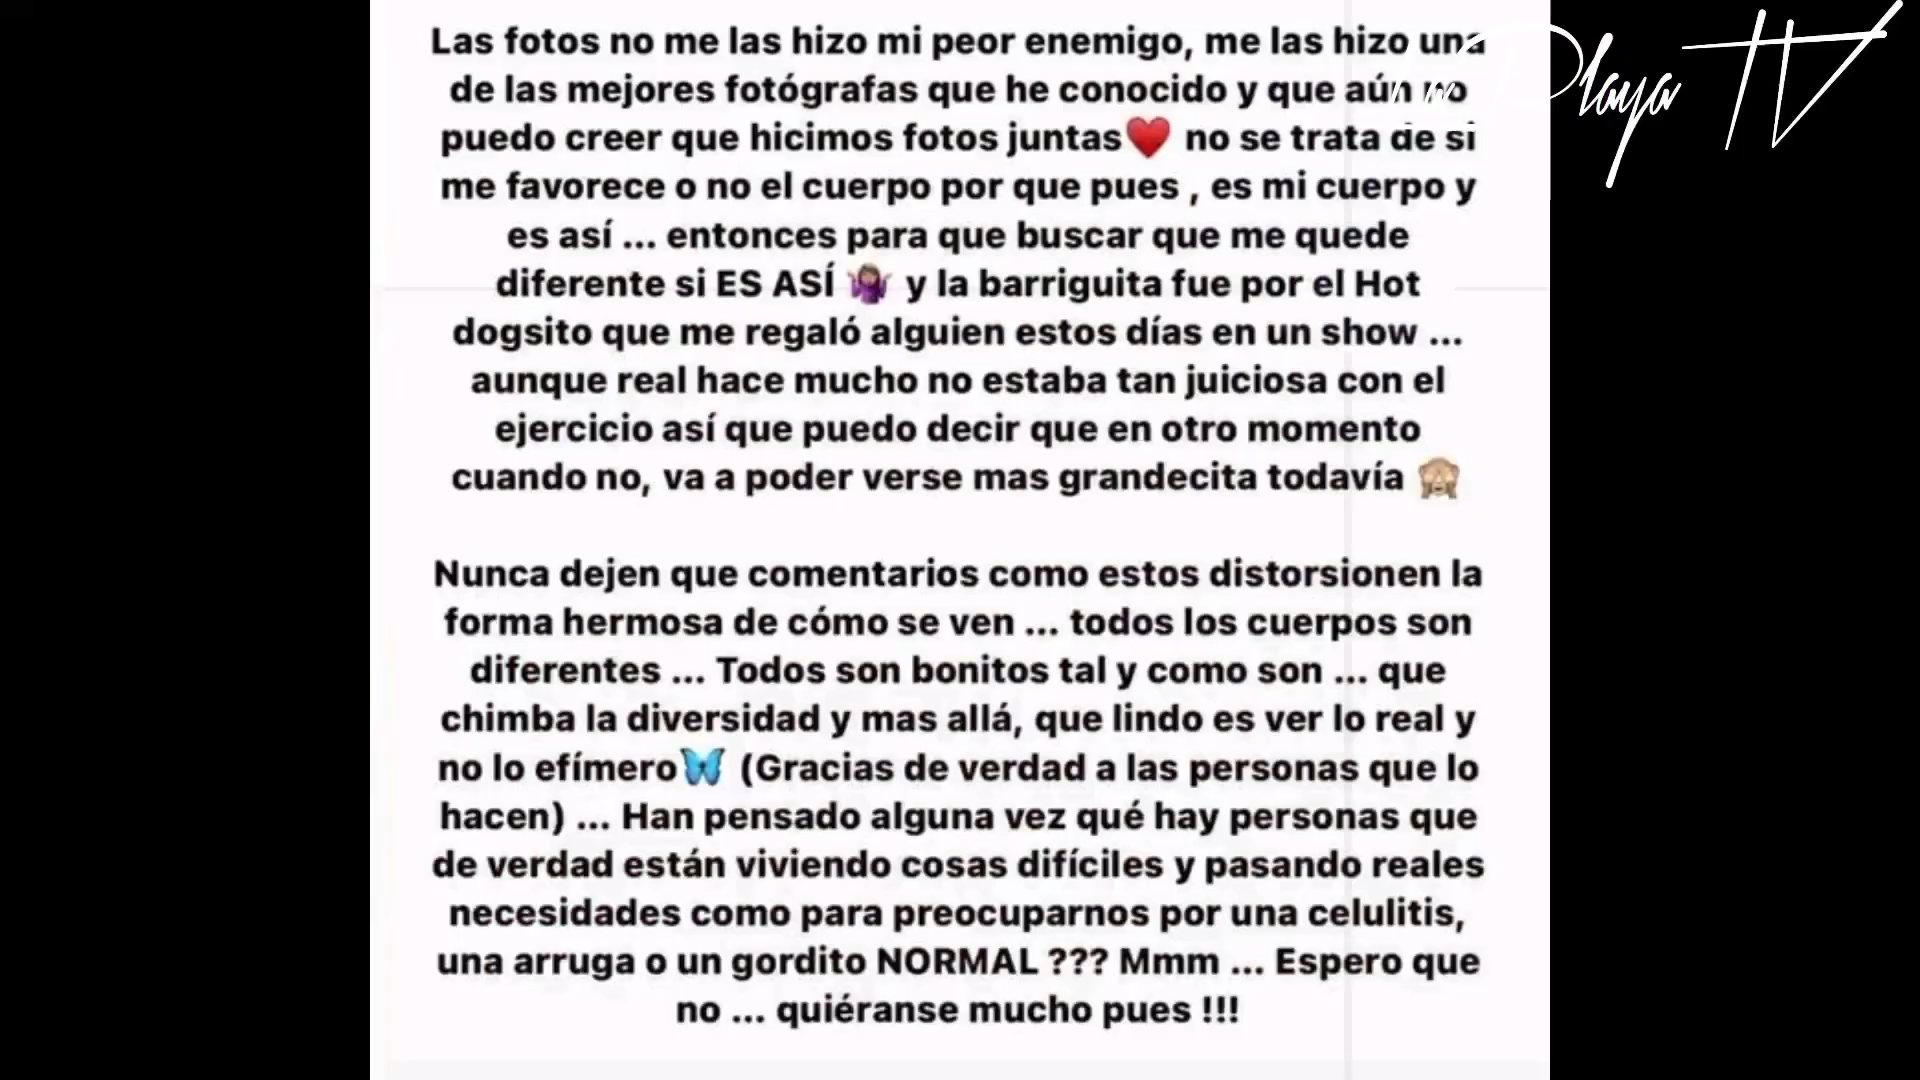 Las fotos no me las hizo mi peor enemigo, me las hizo una
de las mejores fotógrafas que he conocido y que aún no
puedo creer que hicimos fotos juntas❤️ no se trata de si
me favorece o no el cuerpo por que pues , es mi cuerpo y
es así ... entonces para que buscar que me quede
diferente si ES ASÍ 🤷🏽‍♀️ y la barriguita fue por el Hot
dogsito que me regaló alguien estos días en un show ...
aunque real hace mucho no estaba tan juiciosa con el
ejercicio así que puedo decir que en otro momento
cuando no, va a poder verse mas grandecita todavía 🙈
Nunca dejen que comentarios como estos distorsionen la
forma hermosa de cómo se ven ... todos los cuerpos son
diferentes ... Todos son bonitos tal y como son ... que
chimba la diversidad y mas allá, que lindo es ver lo real y
no lo efímero🦋 (Gracias de verdad a las personas que lo
hacen) ... Han pensado alguna vez qué hay personas que
de verdad están viviendo cosas difíciles y pasando reales
necesidades como para preocuparnos por una celulitis,
una arruga o un gordito NORMAL ??? Mmm ... Espero que
no ... quiéranse mucho pues !!!
Playa TV